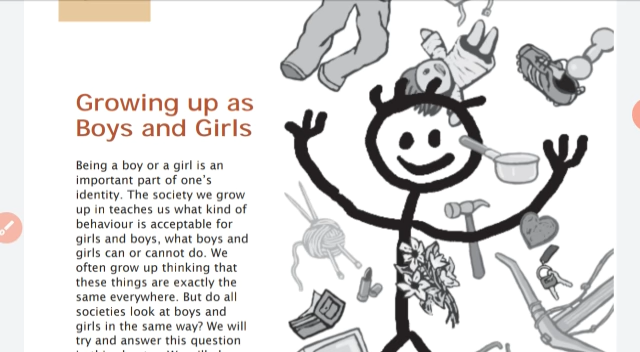 Growing up as
Boys and Girls
Being a boy or a girl is an
important part of one's
identity. The society we grow
up in teaches us what kind of
behaviour is acceptable for
girls and boys, what boys and
girls can or cannot do. We
often grow up thinking that
these things are exactly the
same everywhere. But do all
societies look at boys and
girls in the same way? We will
try and answer this question